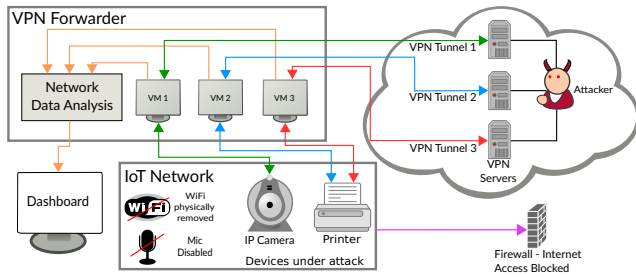 VPN Forwarder
Network
Data Analysis
VM 1
VM 2
VM 3
VPN Tunnel 1
VPN Tunnel 2
VPN Tunnel 3
VPN
Servers
Attacker
Dashboard
IoT Network
WiFi
WiFi
physically
removed
Mic
Disabled
IP Camera
Printer
Devices under attack
Firewall - Internet
Access Blocked